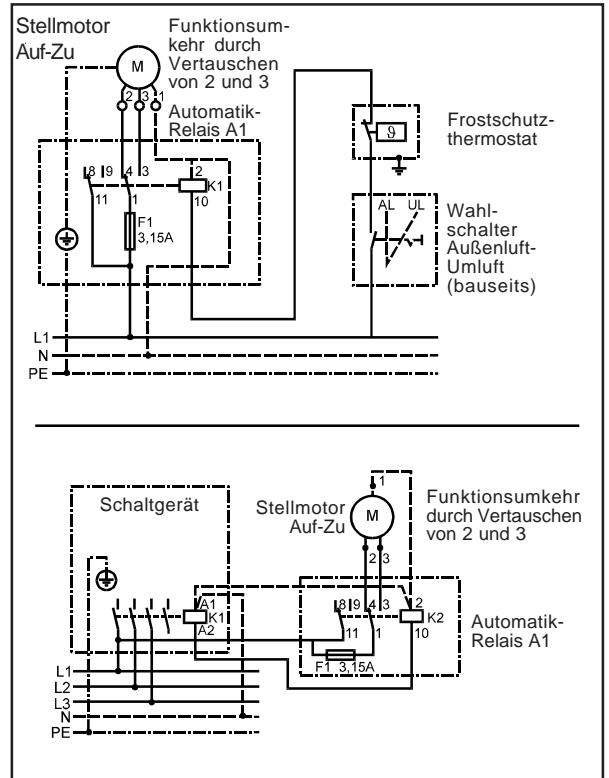 Stellmotor
Auf-Zu
Funktionsum-
kehr durch
Vertauschen
von 2 und 3
M
2 3 1
Automatik-
Relais A1
8 9 4 3 2
K1
11 1 10
F1
3,15A
Frostschutz-
thermostat
ϑ
AL UL
Wahl-
schalter
Außenluft-
Umluft
(bauseits)
L1
N
PE
Schaltgerät
Stellmotor
Auf-Zu
1
M
2 3
Funktionsumkehr
durch Vertauschen
von 2 und 3
A1
K1
A2
8 9 4 3 2
K2
11 1 10
F1 3,15A
Automatik-
Relais A1
L1
L2
L3
N
PE